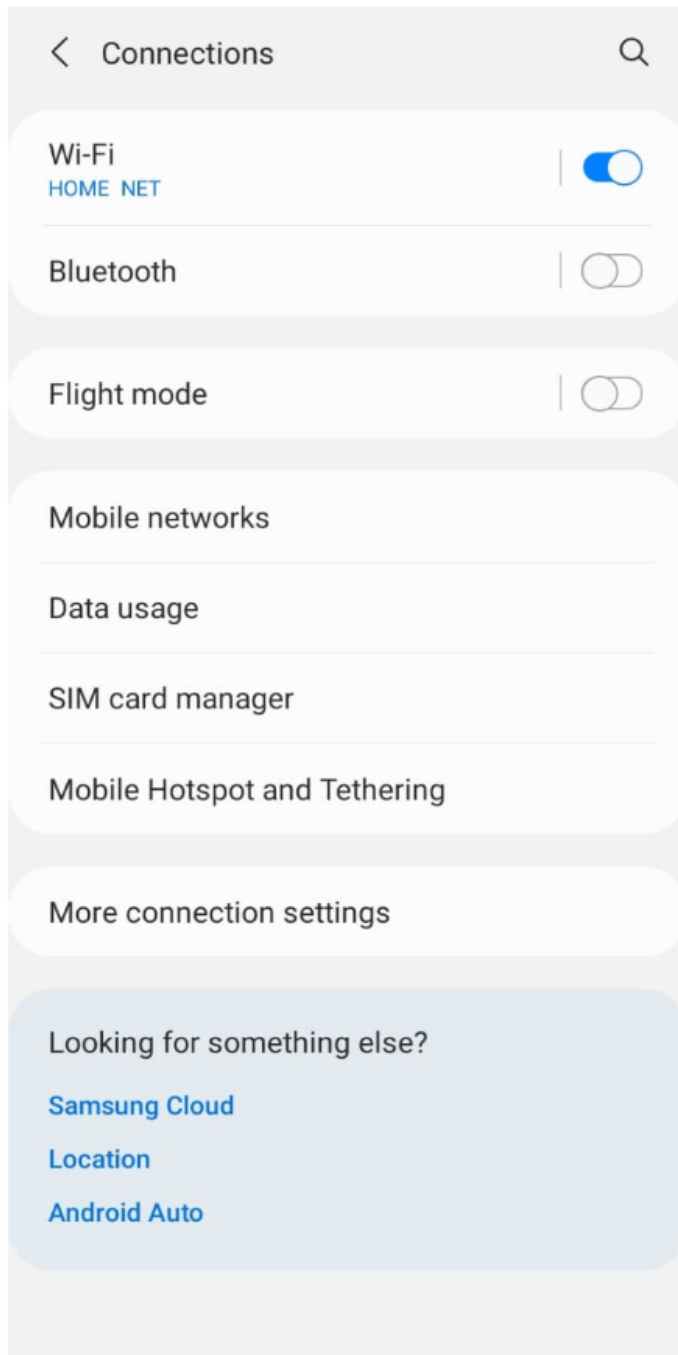 Connections
Wi-Fi
HOME NET
Bluetooth
Flight mode
Mobile networks
Data usage
SIM card manager
Mobile Hotspot and Tethering
More connection settings
Looking for something else?
Samsung Cloud
Location
Android Auto